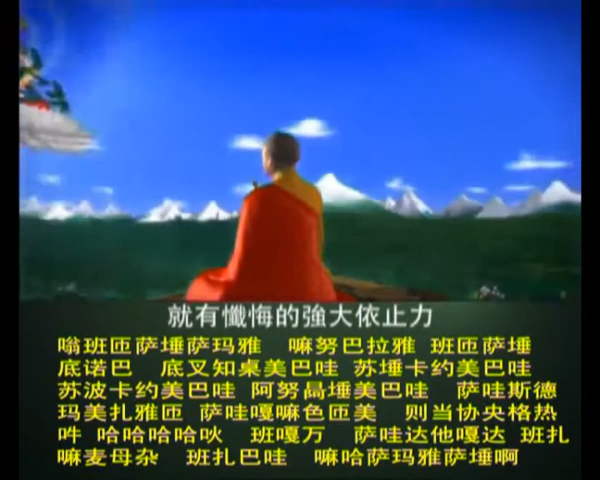 就有懺悔的強大依止力
嗡班匝萨埵萨玛雅 嘛努巴拉雅 班匝萨埵
底诺巴 底叉知桌美巴哇 苏埵卡约美巴哇
苏波卡约美巴哇 阿努晑埵美巴哇 萨哇斯德
玛美扎雅匝 萨哇嘎嘛色匝美 则当协央格热
吽 哈哈哈哈吙 班嘎万 萨哇达他嘎达 班扎
嘛麦母杂 班扎巴哇 嘛哈萨玛雅萨埵啊